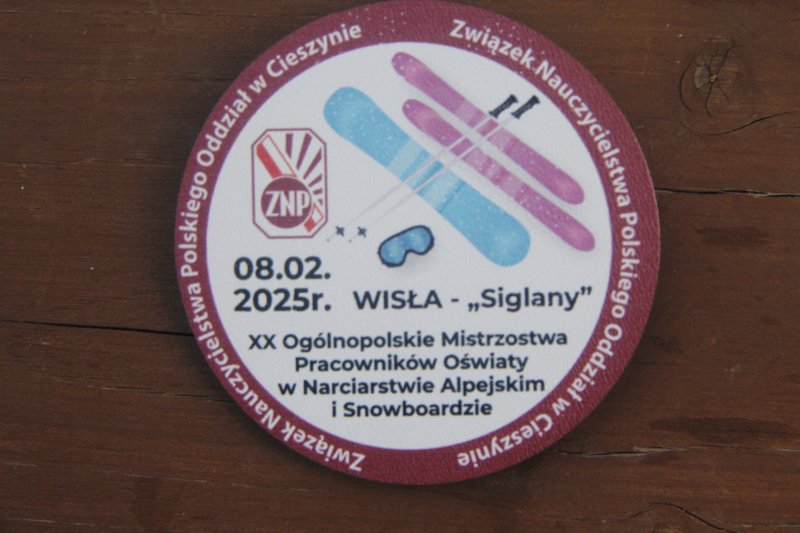 Związek Nauczycielstwa Polskiego Oddział w Cieszynie
Związek Nauczycielstwa Polskiego Oddział w Cieszynie
ZNP
08.02.
2025r. WISŁA - „Siglany”
XX Ogólnopolskie Mistrzostwa
Pracowników Oświaty
w Narciarstwie Alpejskim
i Snowboardzie